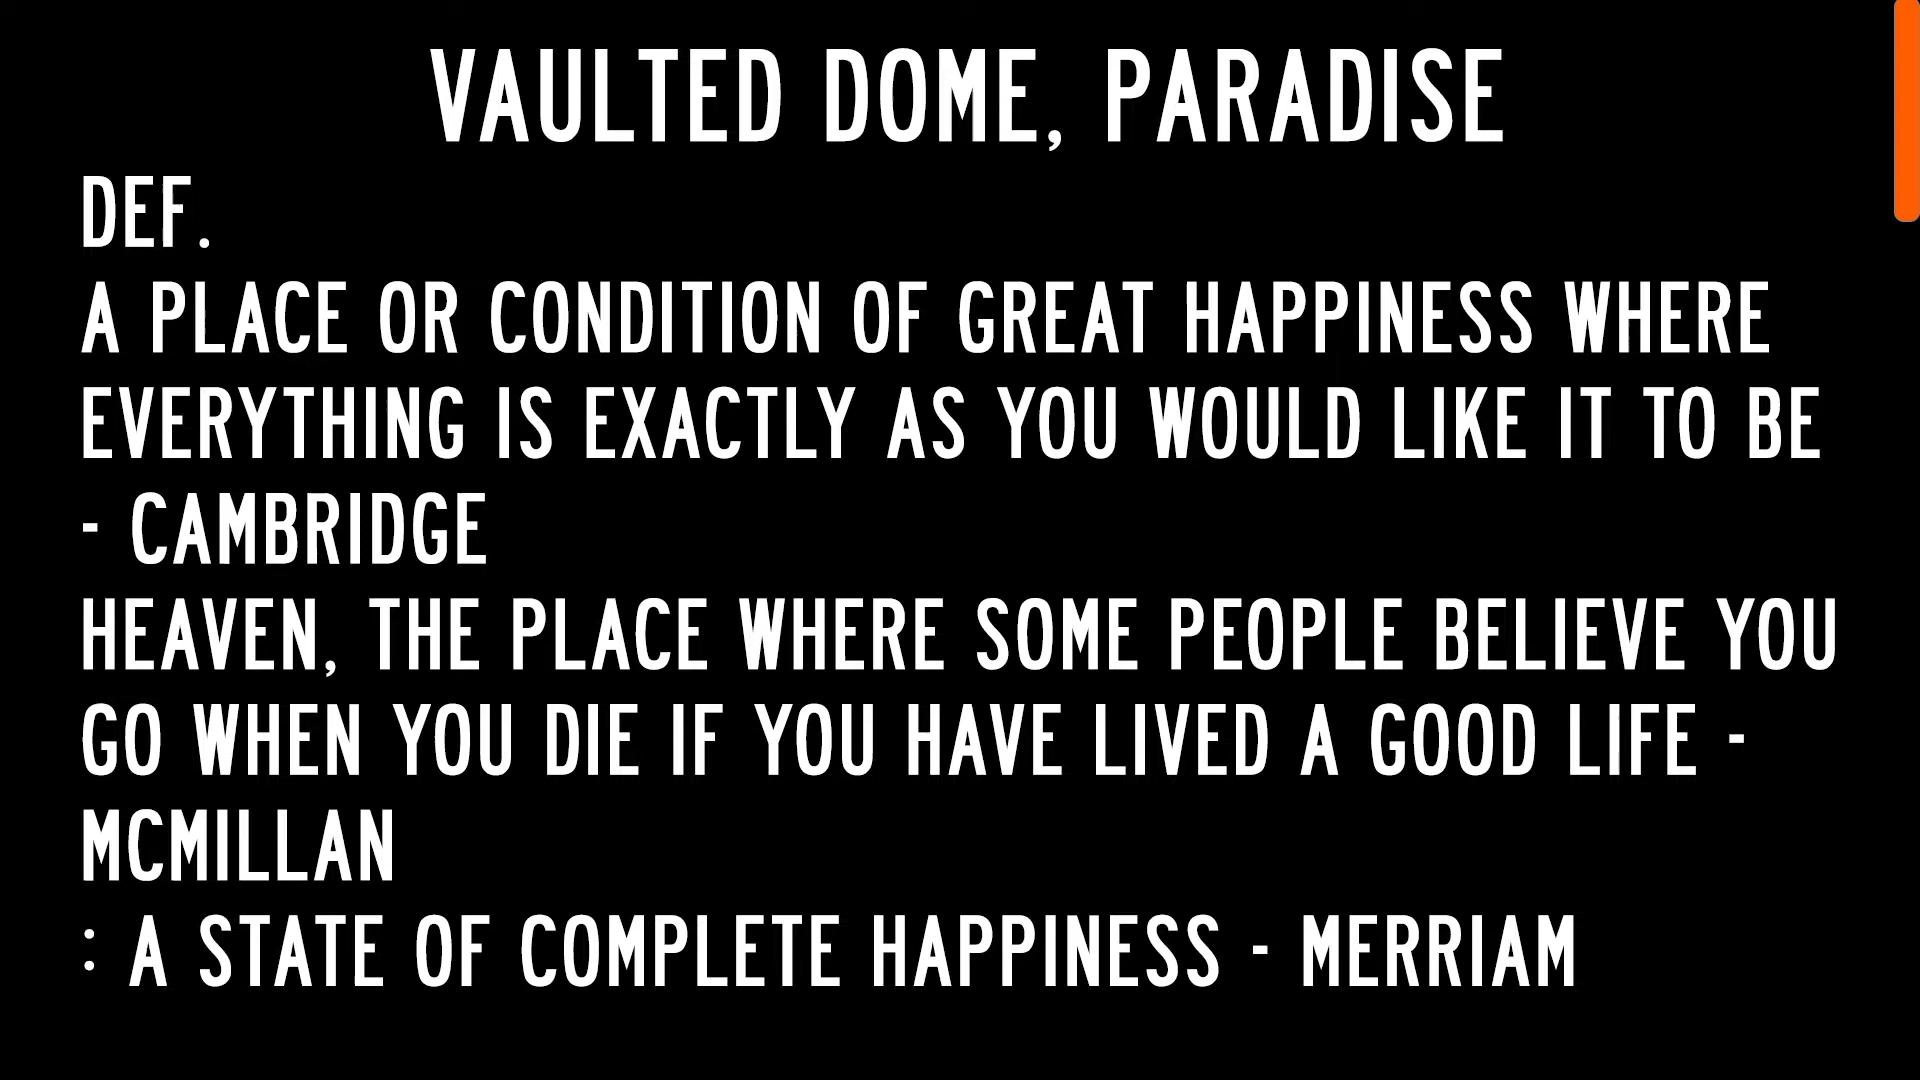 VAULTED DOME, PARADISE
DEF.
A PLACE OR CONDITION OF GREAT HAPPINESS WHERE
EVERYTHING IS EXACTLY AS YOU WOULD LIKE IT TO BE
- CAMBRIDGE
HEAVEN, THE PLACE WHERE SOME PEOPLE BELIEVE YOU
GO WHEN YOU DIE IF YOU HAVE LIVED A GOOD LIFE -
MCMILLAN
: A STATE OF COMPLETE HAPPINESS - MERRIAM